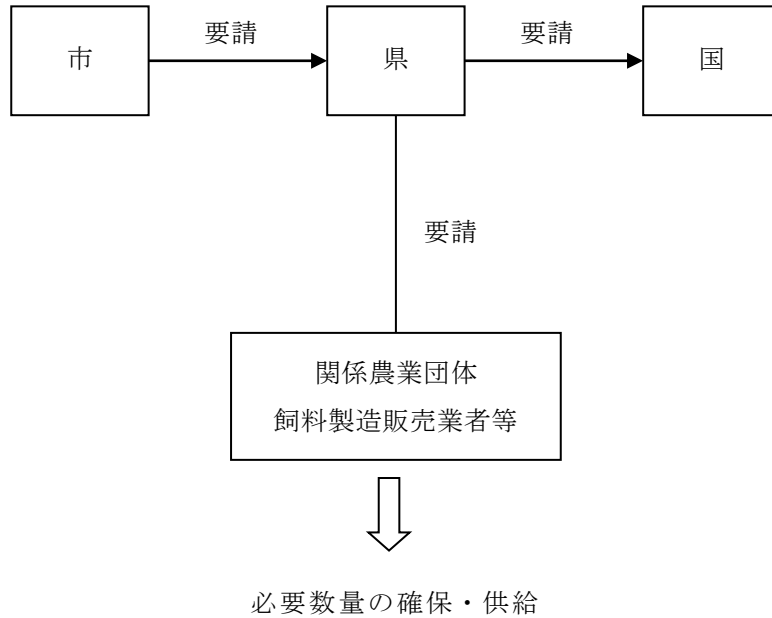 要請
要請
市
県
国
要請
関係農業団体
飼料製造販売業者等
必要数量の確保・供給